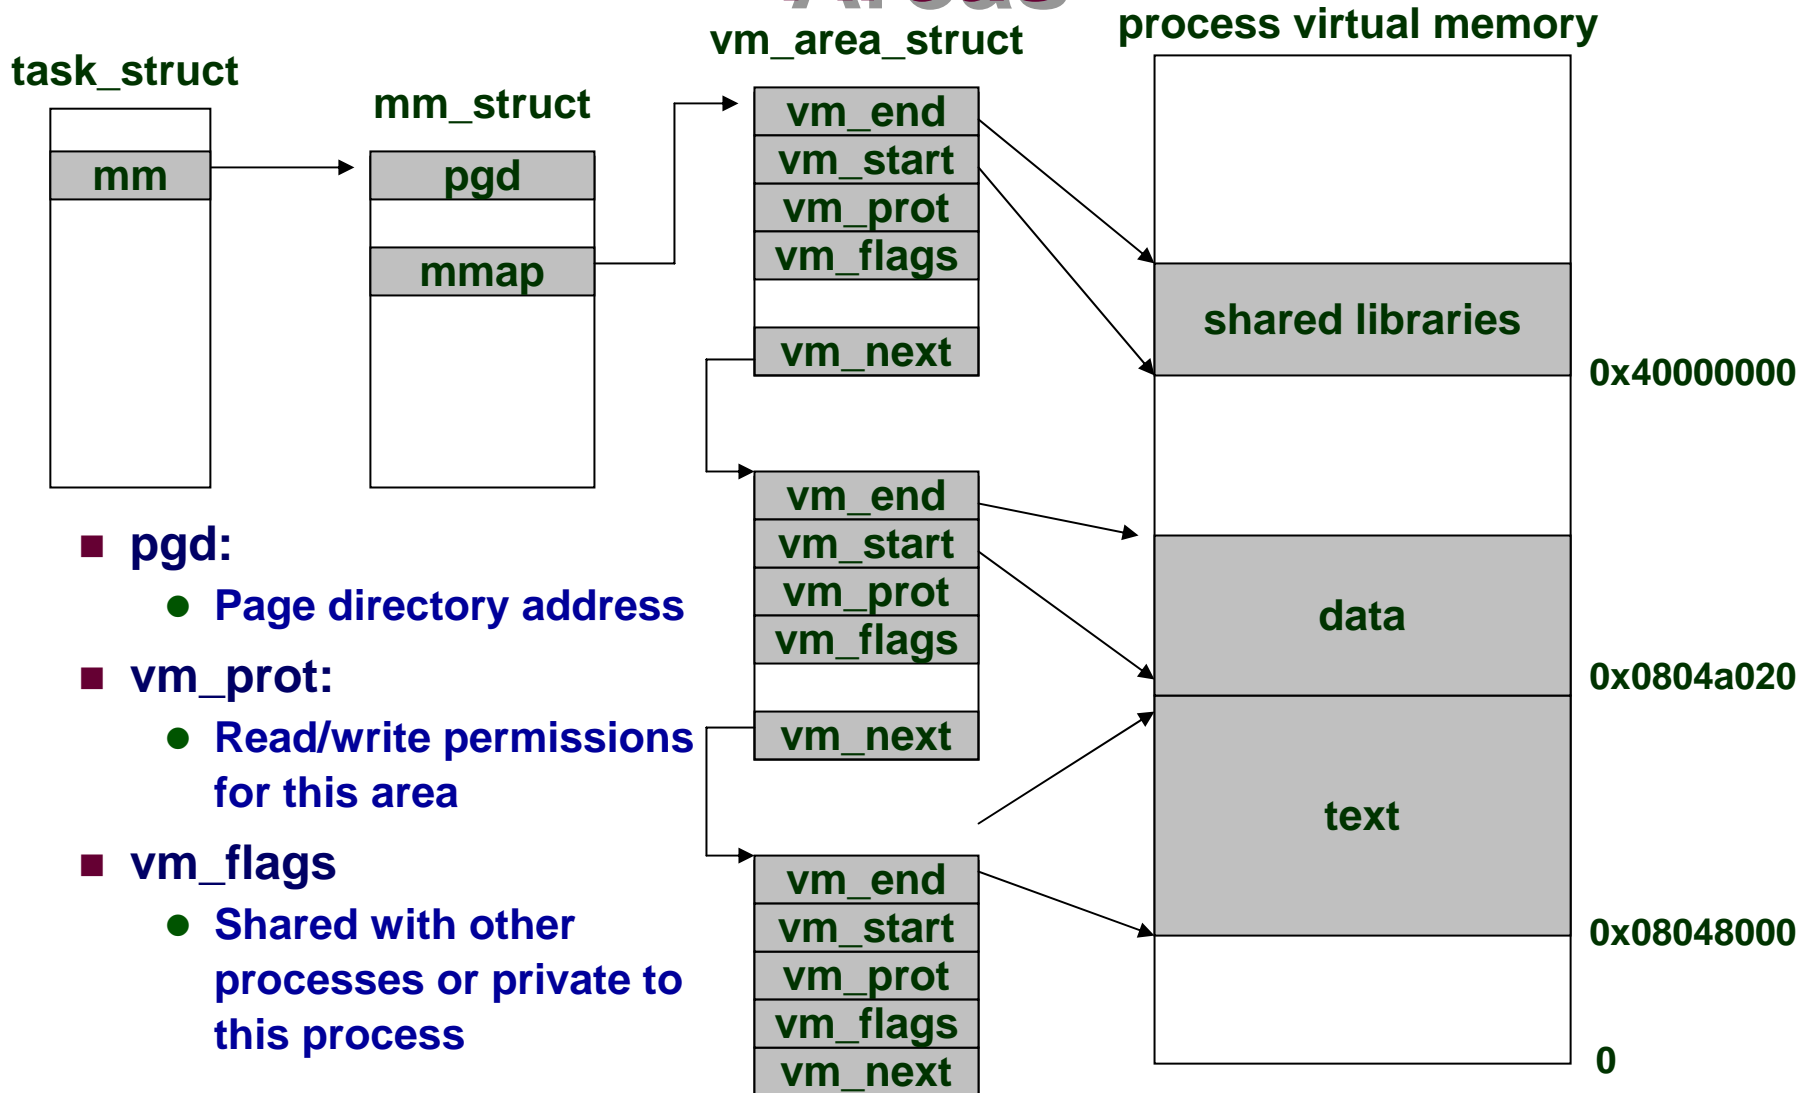 Areas
process virtual memory
vm_area_struct
task_struct
mm_struct
mm
pgd
mmap
vm_end
vm_start
vm_prot
vm_flags
vm_next
vm_end
vm_start
vm_prot
vm_flags
vm_next
vm_end
vm_start
vm_prot
vm_flags
vm_next
shared libraries
0x40000000
data
0x0804a020
text
0x08048000
0
pgd:
Page directory address
vm_prot:
Read/write permissions
for this area
vm_flags
Shared with other
processes or private to
this process